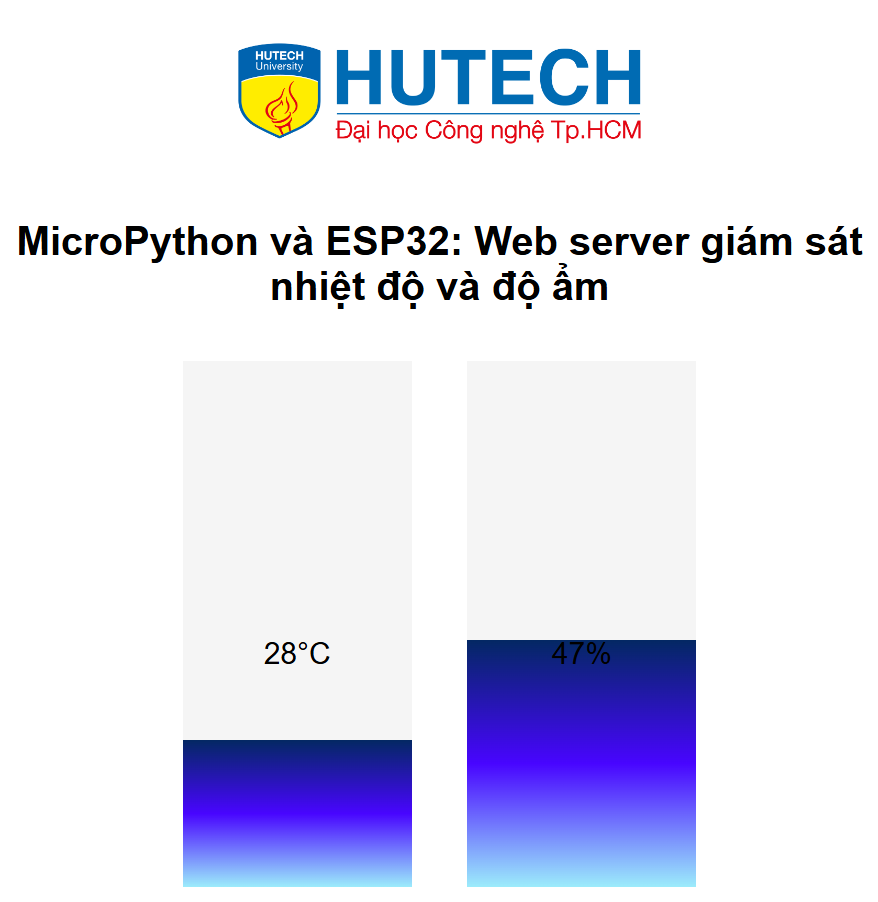 HUTECH
University
HUTECH
Đại học Công nghệ Tp.HCM
MicroPython và ESP32: Web server giám sát
nhiệt độ và độ ẩm
28°C
47%